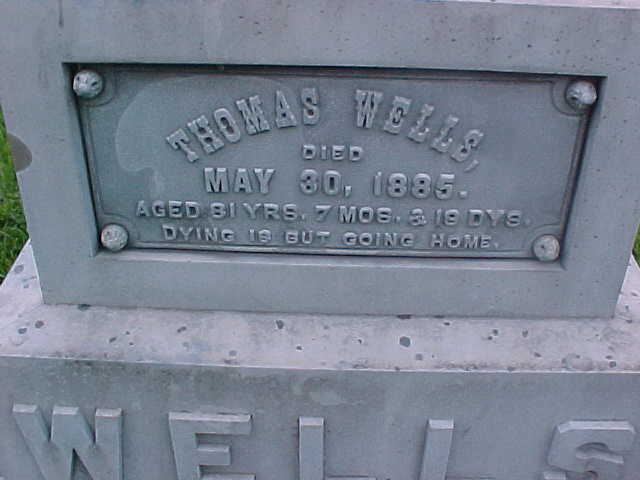 THOMAS WELLS,
DIED
MAY 30, 1885.
AGED 81 YRS. 7 MOS. & 19 DYS.
DYING IS BUT GOING HOME.
WELLS